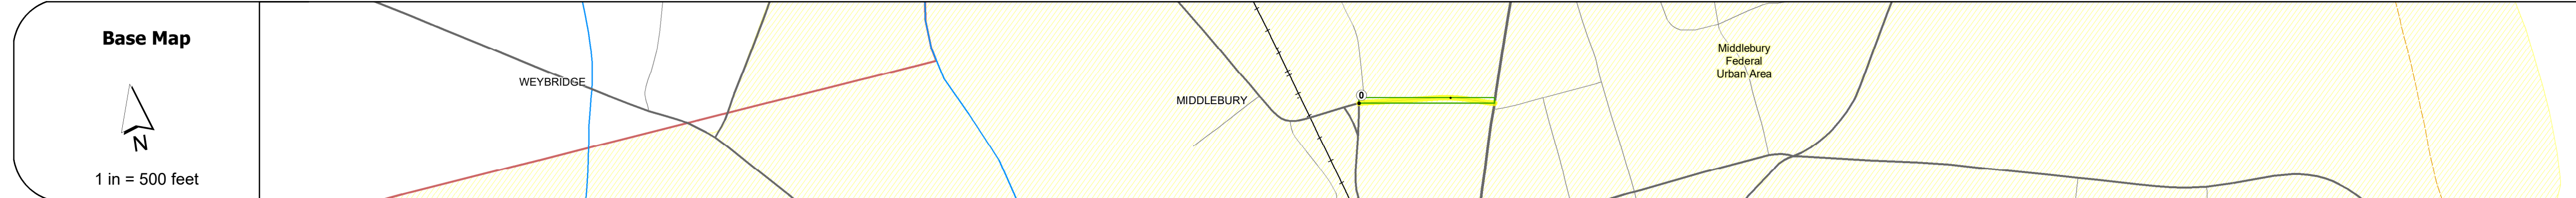 Base Map
N
1 in = 500 feet
WEYBRIDGE
MIDDLEBURY
0
Middlebury
Federal
Urban Area